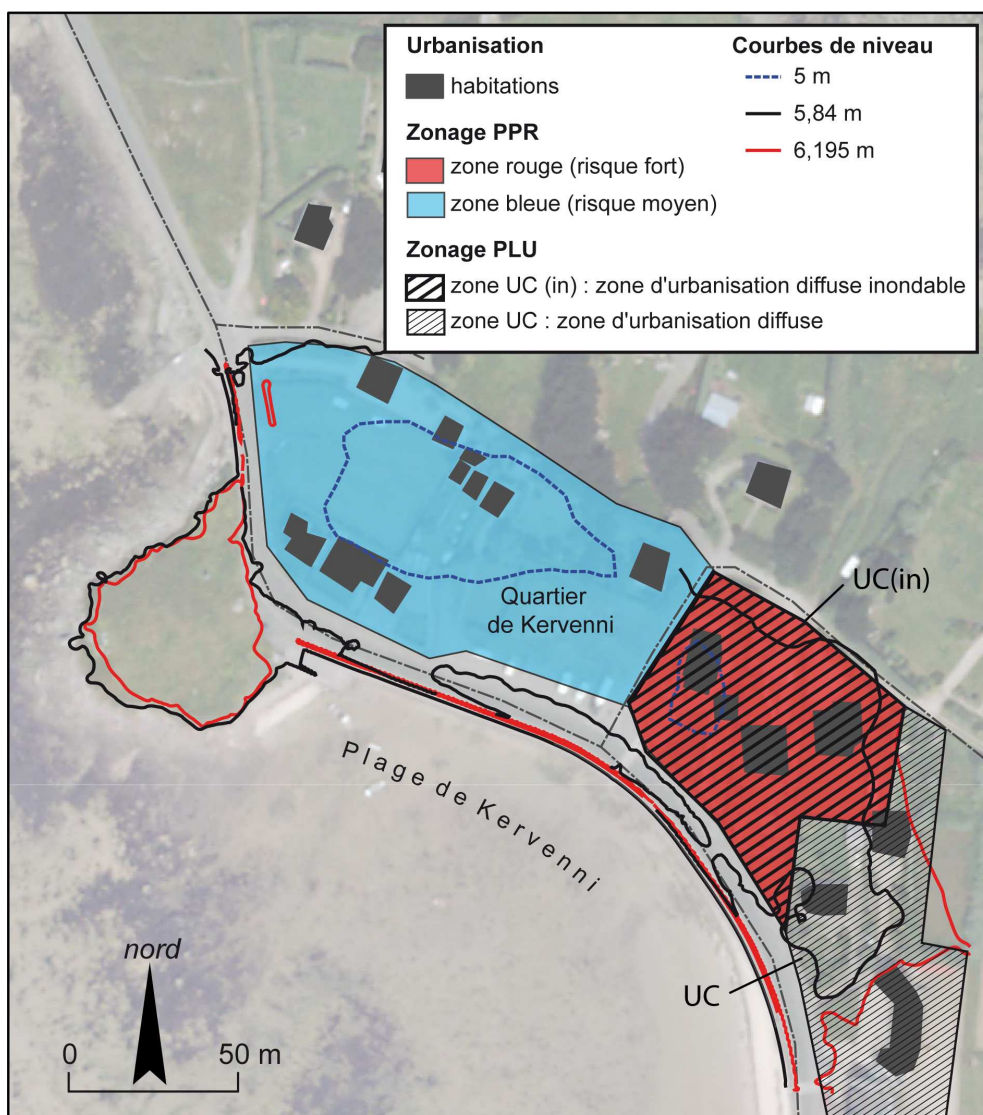 Urbanisation
habitations
Zonage PPR
zone rouge (risque fort)
zone bleue (risque moyen)
Zonage PLU
zone UC (in) : zone d'urbanisation diffuse inondable
zone UC : zone d'urbanisation diffuse
Courbes de niveau
5 m
5,84 m
6,195 m
UC(in)
Quartier
de Kervenni
Plage de Kervenni
UC
nord
0 50 m